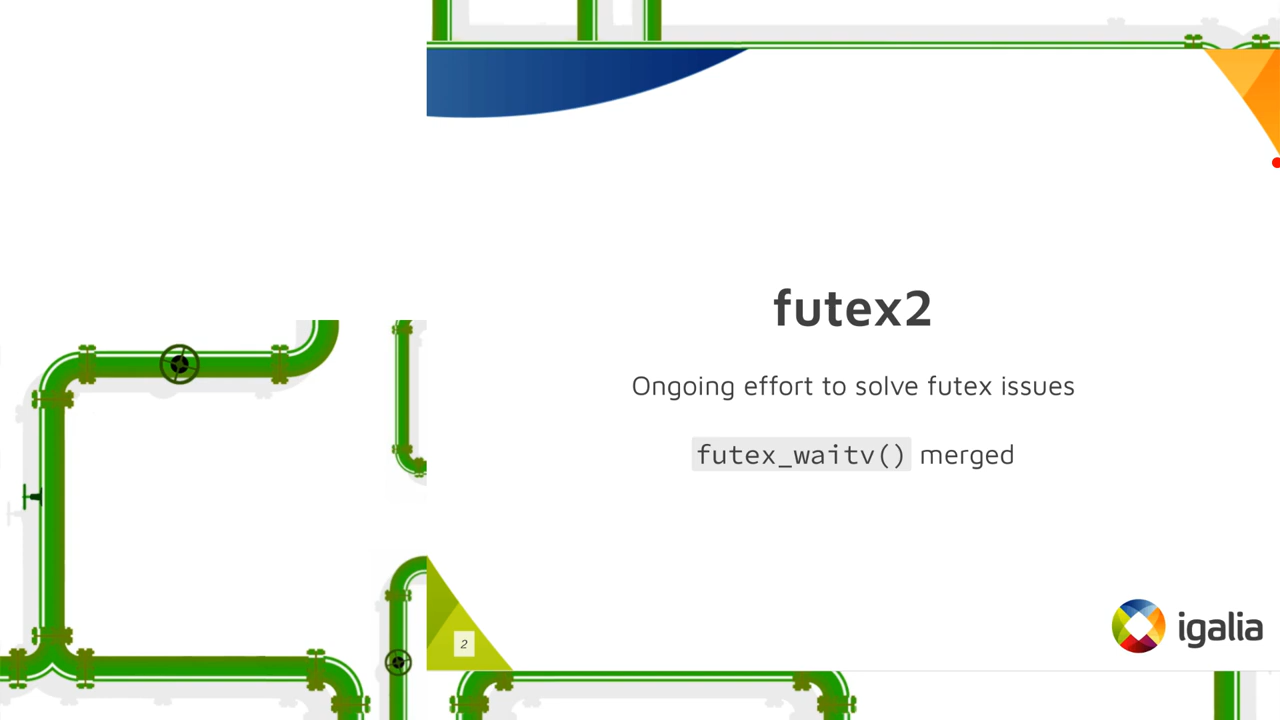 futex2
Ongoing effort to solve futex issues
futex_waitv() merged
2
igalia